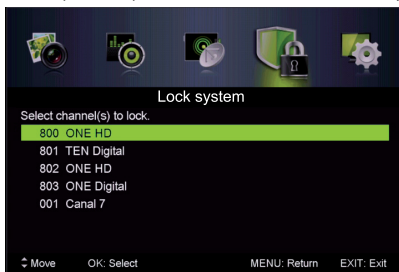 Lock system
Select channel(s) to lock.
800 ONE HD
801 TEN Digital
802 ONE HD
803 ONE Digital
001 Canal 7
Move OK: Select MENU: Return EXIT: Exit